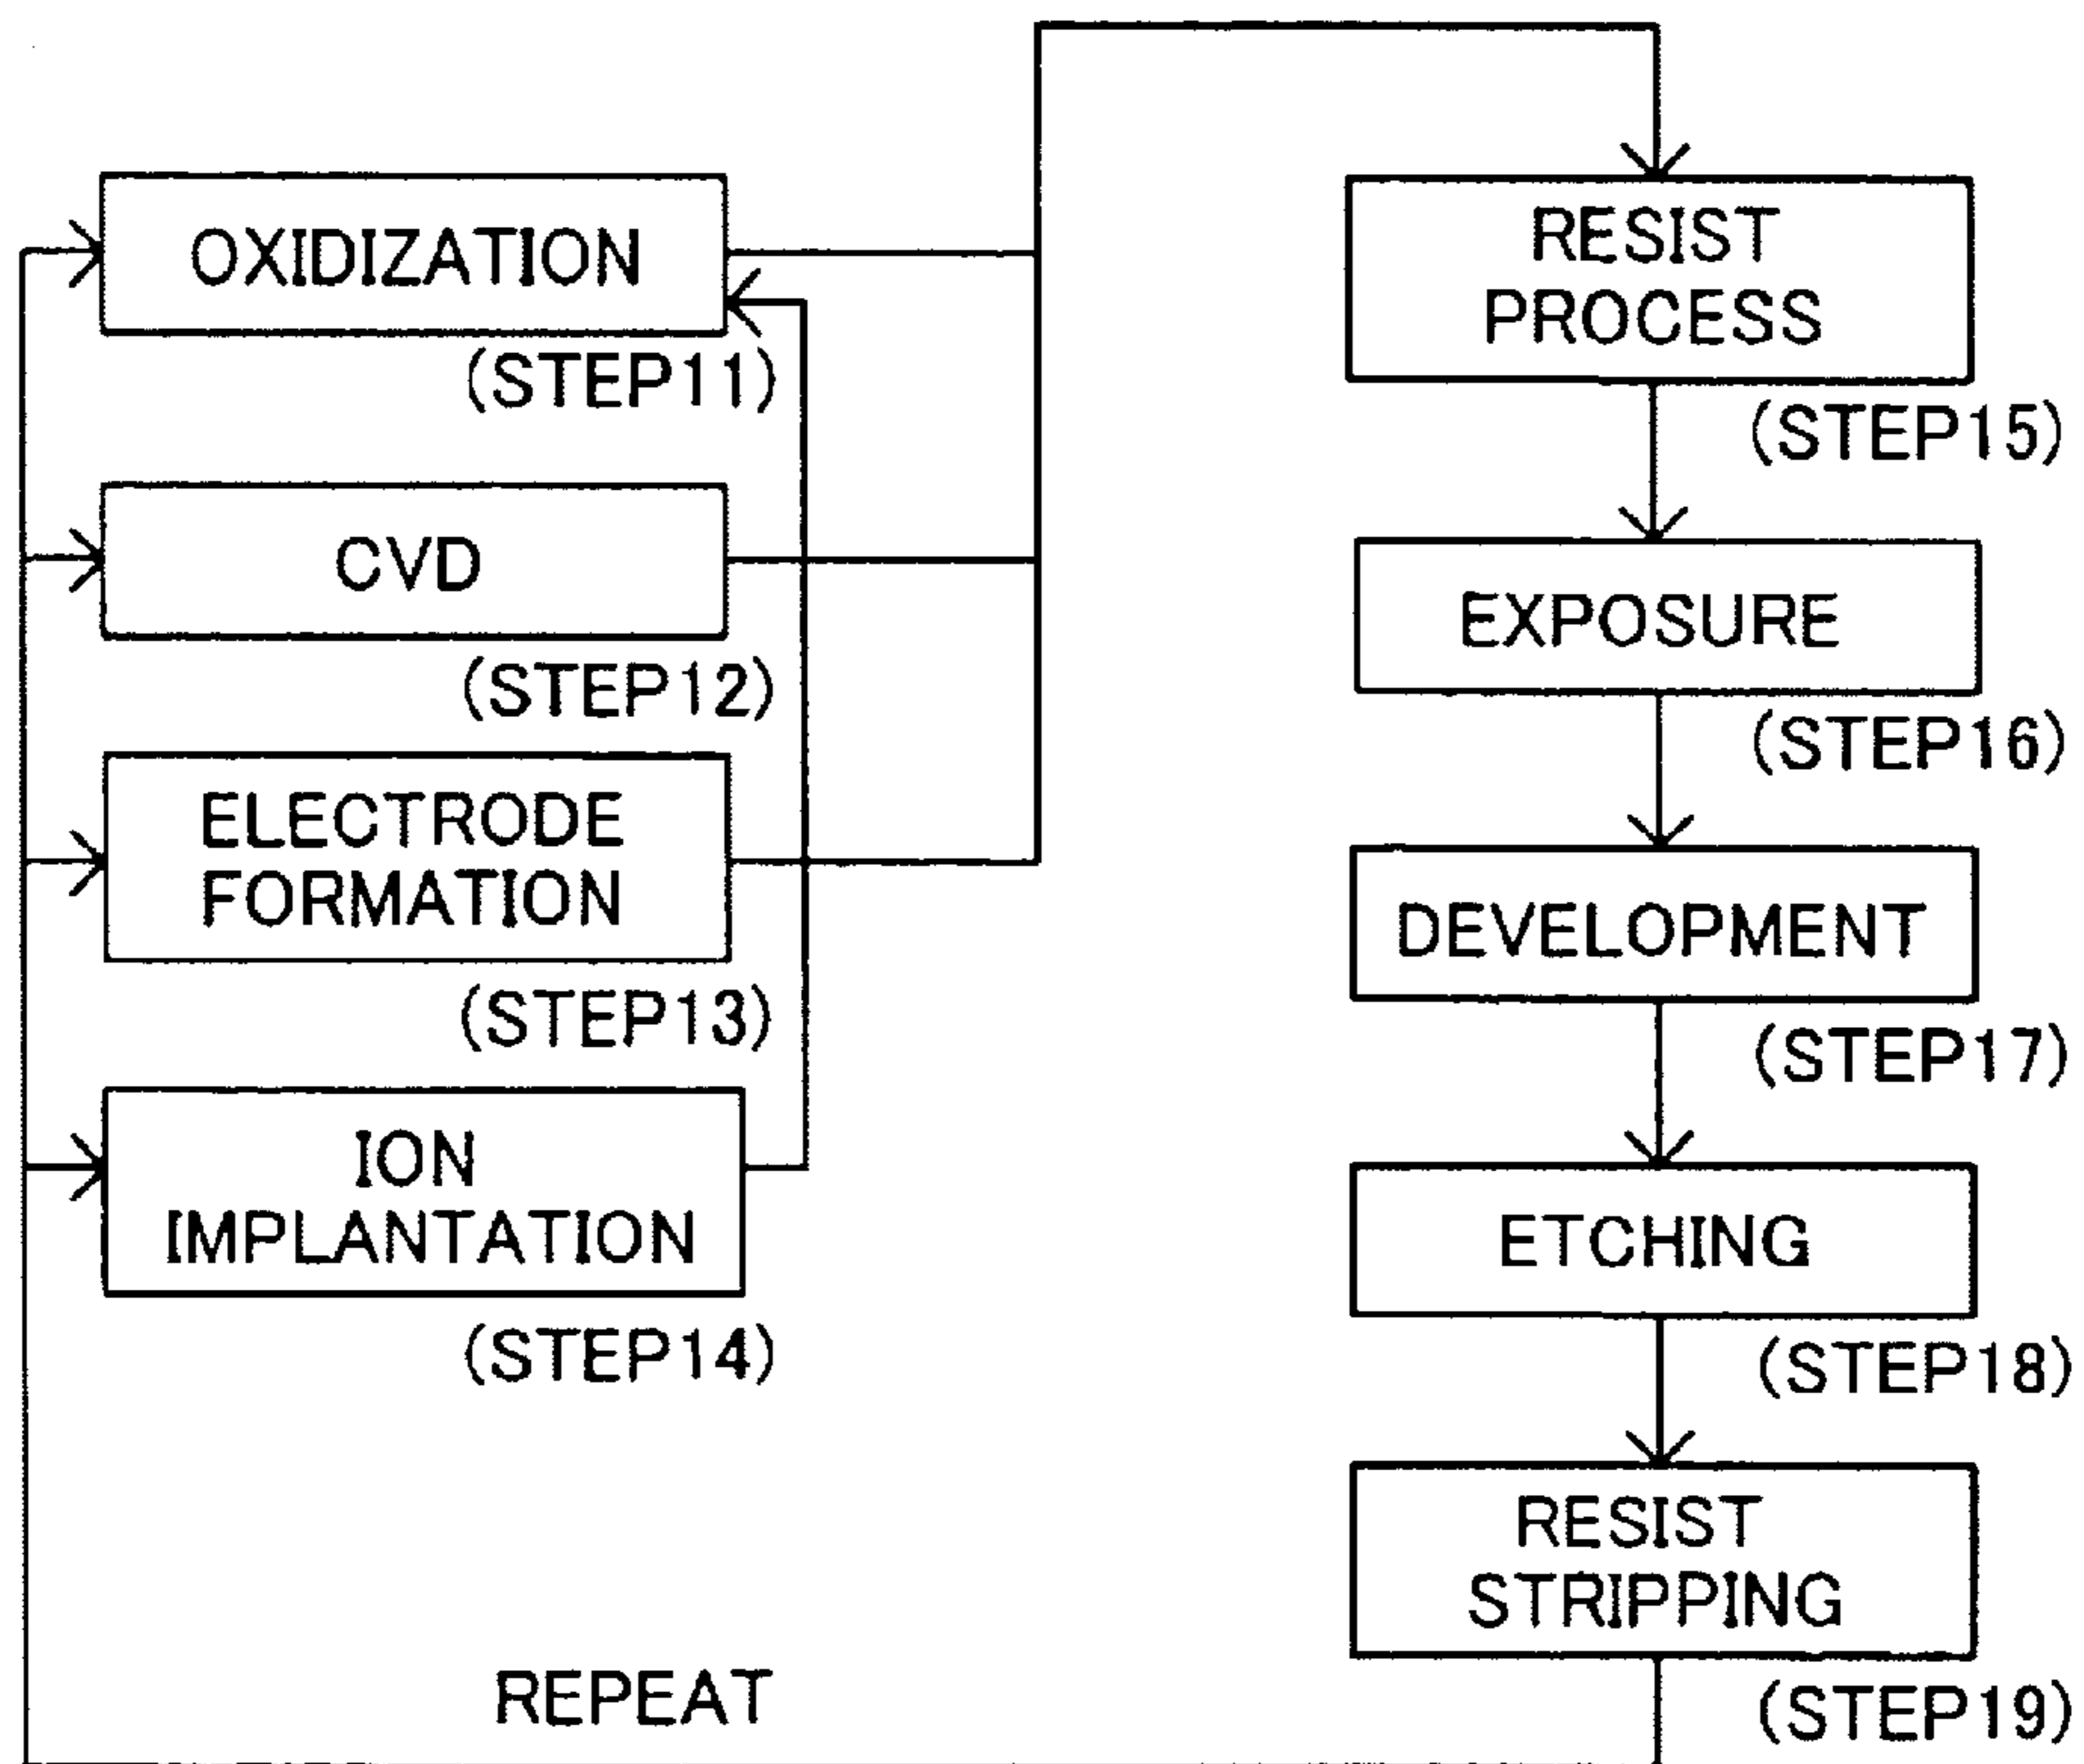 OXIDIZATION
(STEP11)
CVD
(STEP12)
ELECTRODE
FORMATION
(STEP13)
ION
IMPLANTATION
(STEP14)
REPEAT
RESIST
PROCESS
(STEP15)
EXPOSURE
(STEP16)
DEVELOPMENT
(STEP17)
ETCHING
(STEP18)
RESIST
STRIPPING
(STEP19)